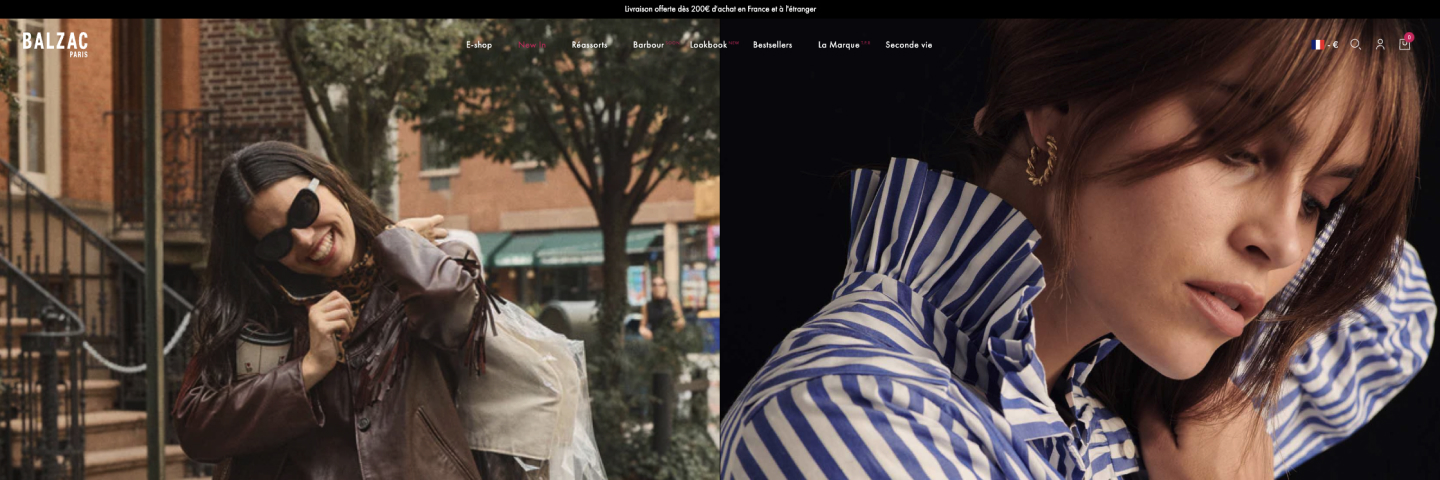 Livraison offerte dès 200€ d'achat en France et à l'étranger
BALZAC
PARIS
E-shop
New in
Réassorts
Barbour
Lookbook
Bestsellers
La Marque
Seconde vie
- €
0